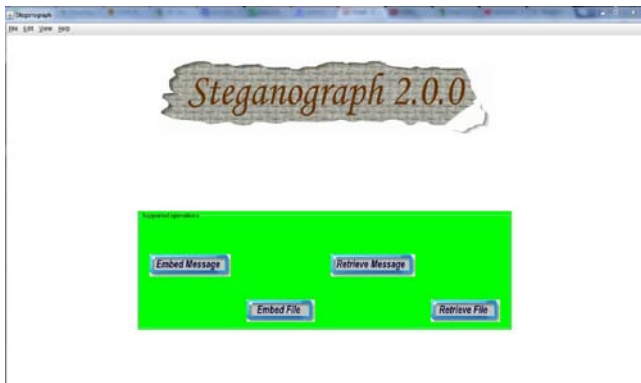 Steganograph
File Edit View Help
Steganograph 2.0.0
Supported operations
Embed Message
Retrieve Message
Embed File
Retrieve File